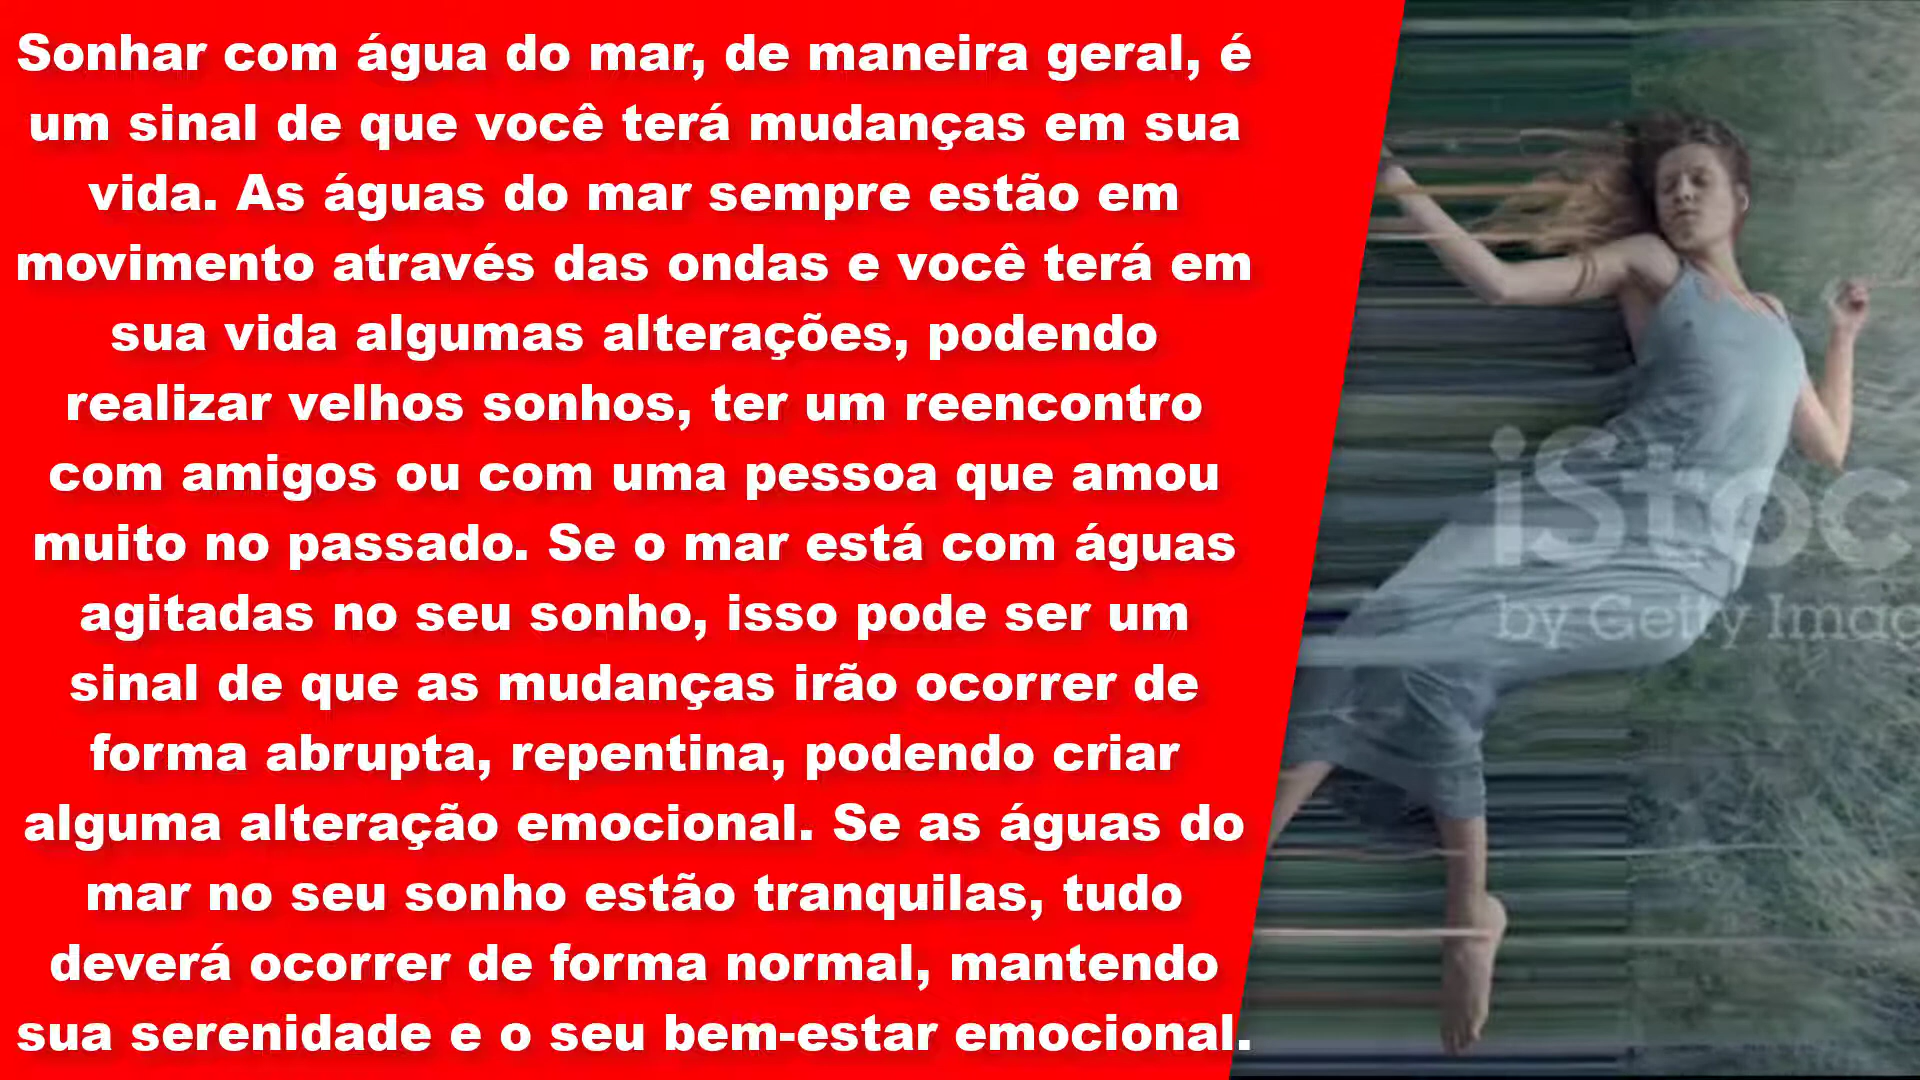 Sonhar com água do mar, de maneira geral, é
um sinal de que você terá mudanças em sua
vida. As águas do mar sempre estão em
movimento através das ondas e você terá em
sua vida algumas alterações, podendo
realizar velhos sonhos, ter um reencontro
com amigos ou com uma pessoa que amou
muito no passado. Se o mar está com águas
agitadas no seu sonho, isso pode ser um
sinal de que as mudanças irão ocorrer de
forma abrupta, repentina, podendo criar
alguma alteração emocional. Se as águas do
mar no seu sonho estão tranquilas, tudo
deverá ocorrer de forma normal, mantendo
sua serenidade e o seu bem-estar emocional.
iStoc
by Getty Imag